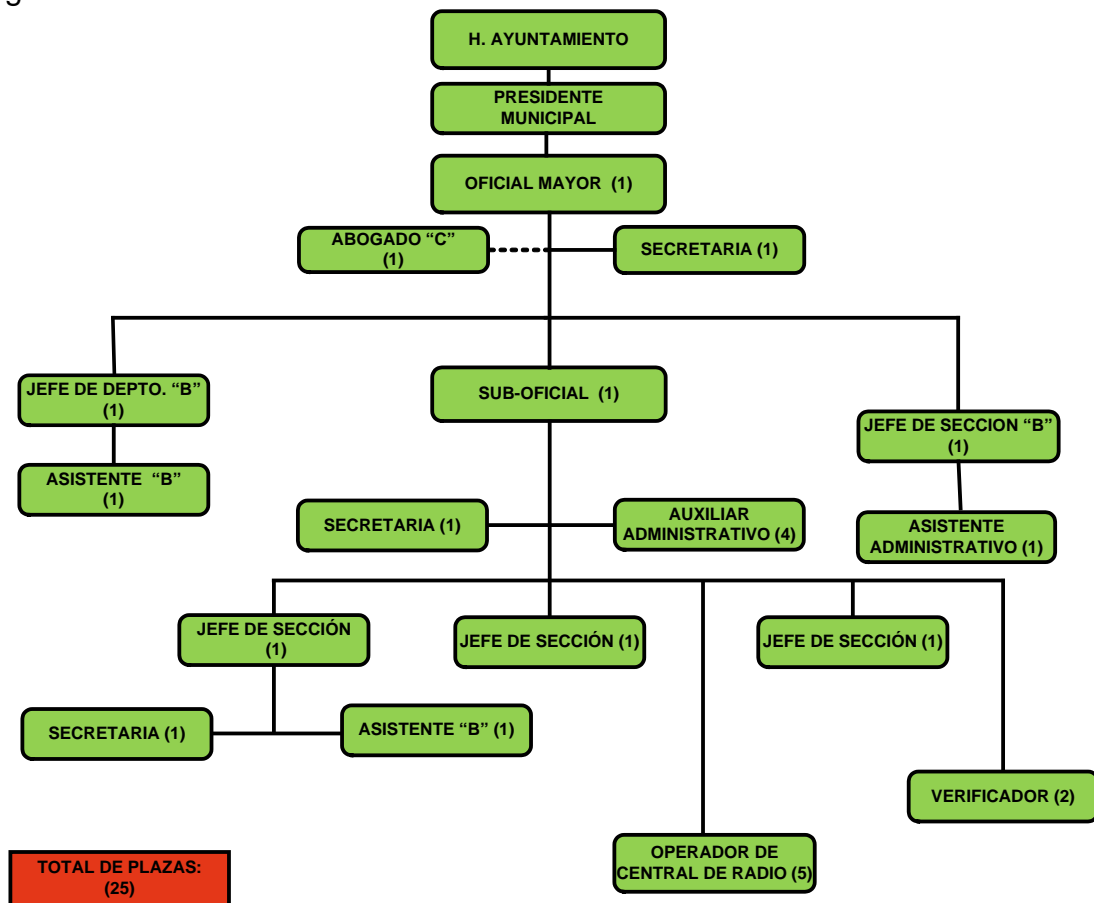 H. AYUNTAMIENTO
PRESIDENTE
MUNICIPAL
OFICIAL MAYOR (1)
ABOGADO “C”
(1)
SECRETARIA (1)
JEFE DE DEPTO. “B”
(1)
SUB-OFICIAL (1)
JEFE DE SECCION “B”
(1)
ASISTENTE “B”
(1)
SECRETARIA (1)
AUXILIAR
ADMINISTRATIVO (4)
ASISTENTE
ADMINISTRATIVO (1)
JEFE DE SECCIÓN
(1)
JEFE DE SECCIÓN (1)
JEFE DE SECCIÓN (1)
SECRETARIA (1)
ASISTENTE “B” (1)
VERIFICADOR (2)
OPERADOR DE
CENTRAL DE RADIO (5)
TOTAL DE PLAZAS:
(25)